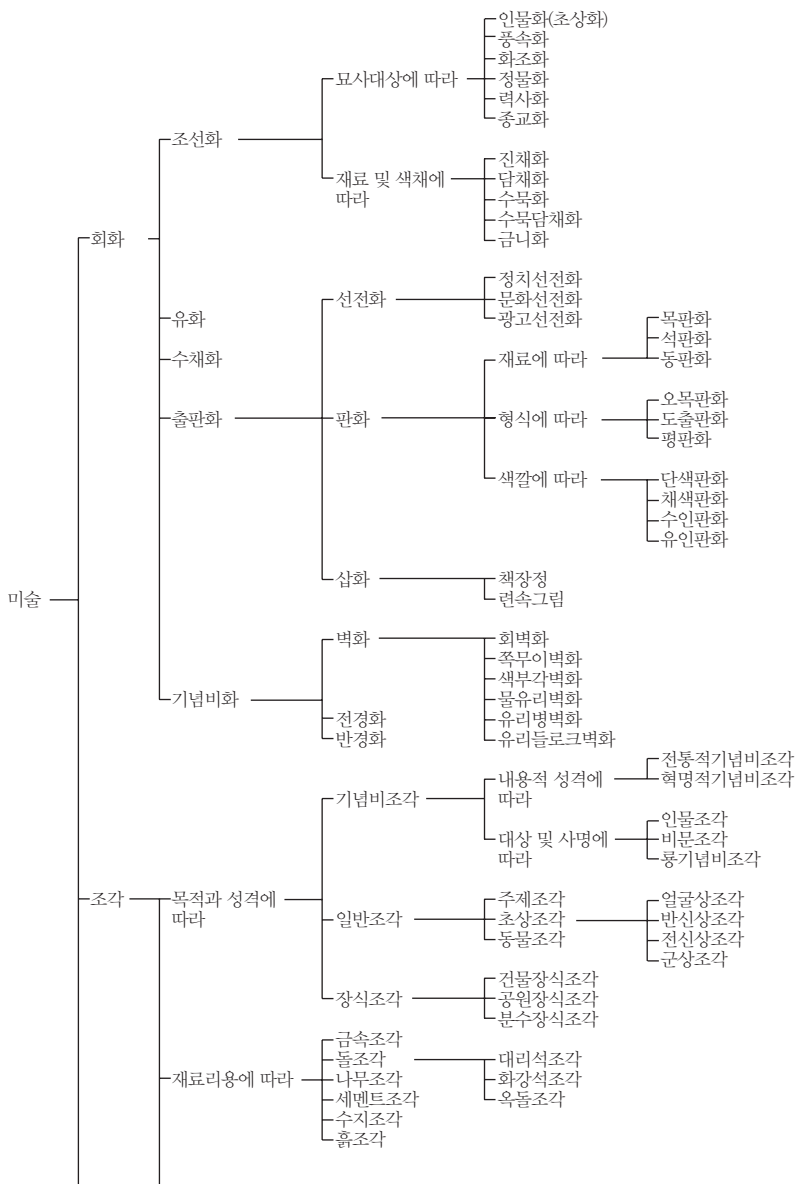 인물화(초상화)
풍속화
화조화
묘사대상에 따라
정물화
력사화
종교화
조선화
진채화
재료 및 색채에
따라
담채화
수묵화
수묵담채화
금니화
회화
정치선전화
선전화
문화선전화
광고선전화
유화
목판화
석판화
수채화
재료에 따라
동판화
오목판화
출판화
판화
형식에 따라
도출판화
평판화
색깔에 따라
단색판화
채색판화
수인판화
유인판화
삽화
책장정
련속그림
미술
벽화
회벽화
쪽무이벽화
색부각벽화
기념비화
물유리벽화
전경화
유리병벽화
반경화
유리들로크벽화
전통적기념비조각
기념비조각
내용적 성격에
따라
혁명적기념비조각
인물조각
대상 및 사명에
따라
비문조각
룡기념비조각
조각
목적과 성격에
따라
주제조각
얼굴상조각
일반조각
초상조각
반신상조각
동물조각
전신상조각
군상조각
건물장식조각
장식조각
공원장식조각
분수장식조각
금속조각
돌조각
대리석조각
재료리용에 따라
나무조각
화강석조각
세멘트조각
옥돌조각
수지조각
흙조각